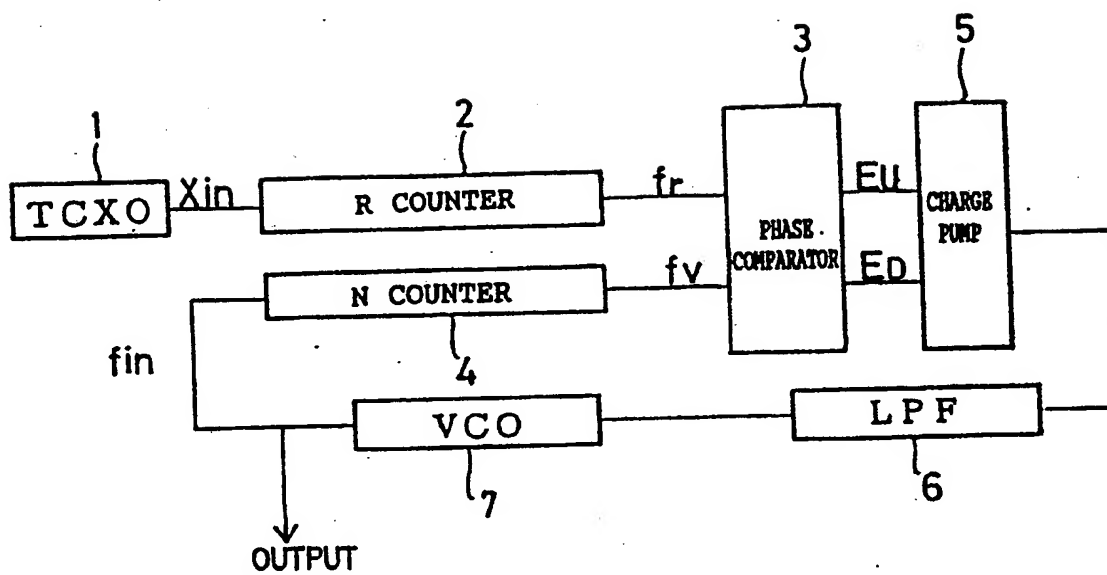 1
2
3
5
TCXO
Xin
R COUNTER
fr
PHASE
COMPARATOR
EU
CHARGE
PUMP
N COUNTER
fv
ED
fin
4
VCO
LPF
7
6
OUTPUT